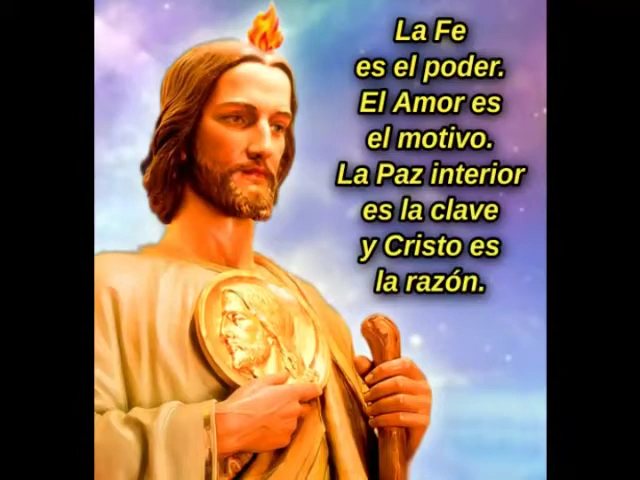 La Fe
es el poder.
El Amor es
el motivo.
La Paz interior
es la clave
y Cristo es
la razón.